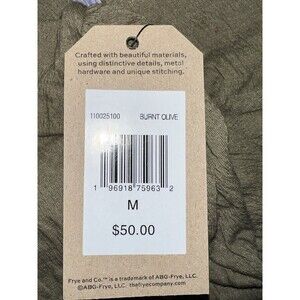 Crafted with beautiful materials,
using distinctive details, metal
hardware and unique stitching.
110025100 BURNT OLIVE
1 96918 75963 2
M
$50.00
Frye and Co.™ is a trademark of ABG-Frye, LLC.
©ABG-Frye, LLC. thefryecompany.com